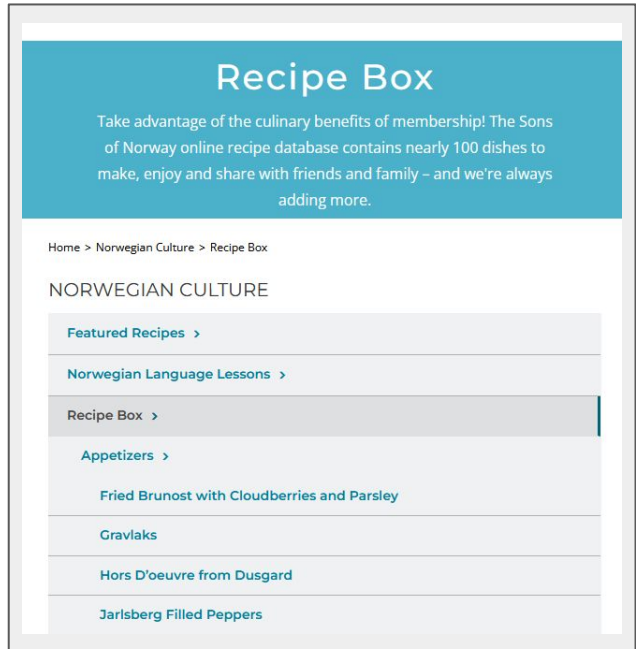 Recipe Box
Take advantage of the culinary benefits of membership! The Sons
of Norway online recipe database contains nearly 100 dishes to
make, enjoy and share with friends and family – and we're always
adding more.
Home > Norwegian Culture > Recipe Box
NORWEGIAN CULTURE
Featured Recipes >
Norwegian Language Lessons >
Recipe Box >
Appetizers >
Fried Brunost with Cloudberries and Parsley
Gravlaks
Hors D'oeuvre from Dusgard
Jarlsberg Filled Peppers